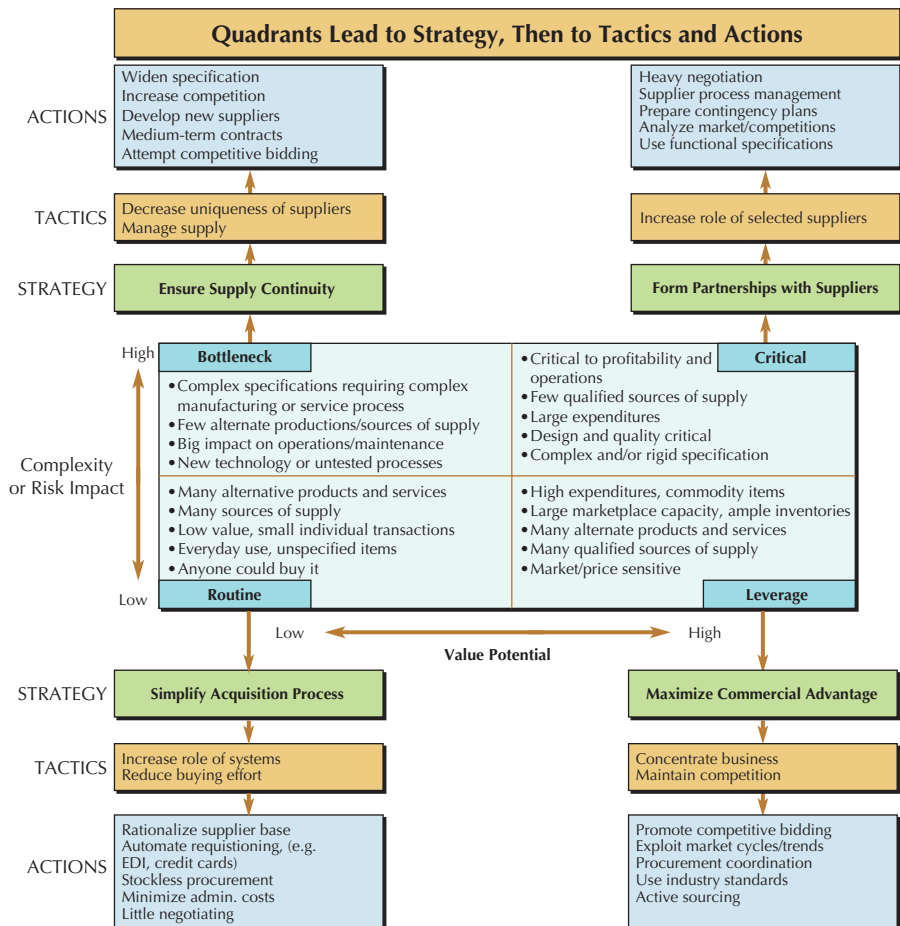 Quadrants Lead to Strategy, Then to Tactics and Actions
ACTIONS
Widen specification
Increase competition
Develop new suppliers
Medium-term contracts
Attempt competitive bidding
Heavy negotiation
Supplier process management
Prepare contingency plans
Analyze market/competitions
Use functional specifications
TACTICS
Decrease uniqueness of suppliers
Manage supply
Increase role of selected suppliers
STRATEGY
Ensure Supply Continuity
Form Partnerships with Suppliers
High
Complexity
or Risk Impact
Low
Bottleneck
• Complex specifications requiring complex
manufacturing or service process
• Few alternate productions/sources of supply
• Big impact on operations/maintenance
• New technology or untested processes
Critical
• Critical to profitability and
operations
• Few qualified sources of supply
• Large expenditures
• Design and quality critical
• Complex and/or rigid specification
• Many alternative products and services
• Many sources of supply
• Low value, small individual transactions
• Everyday use, unspecified items
• Anyone could buy it
Routine
• High expenditures, commodity items
• Large marketplace capacity, ample inventories
• Many alternate products and services
• Many qualified sources of supply
• Market/price sensitive
Leverage
Low
High
Value Potential
STRATEGY
Simplify Acquisition Process
Maximize Commercial Advantage
TACTICS
Increase role of systems
Reduce buying effort
Concentrate business
Maintain competition
ACTIONS
Rationalize supplier base
Automate requistioning, (e.g.
EDI, credit cards)
Stockless procurement
Minimize admin. costs
Little negotiating
Promote competitive bidding
Exploit market cycles/trends
Procurement coordination
Use industry standards
Active sourcing